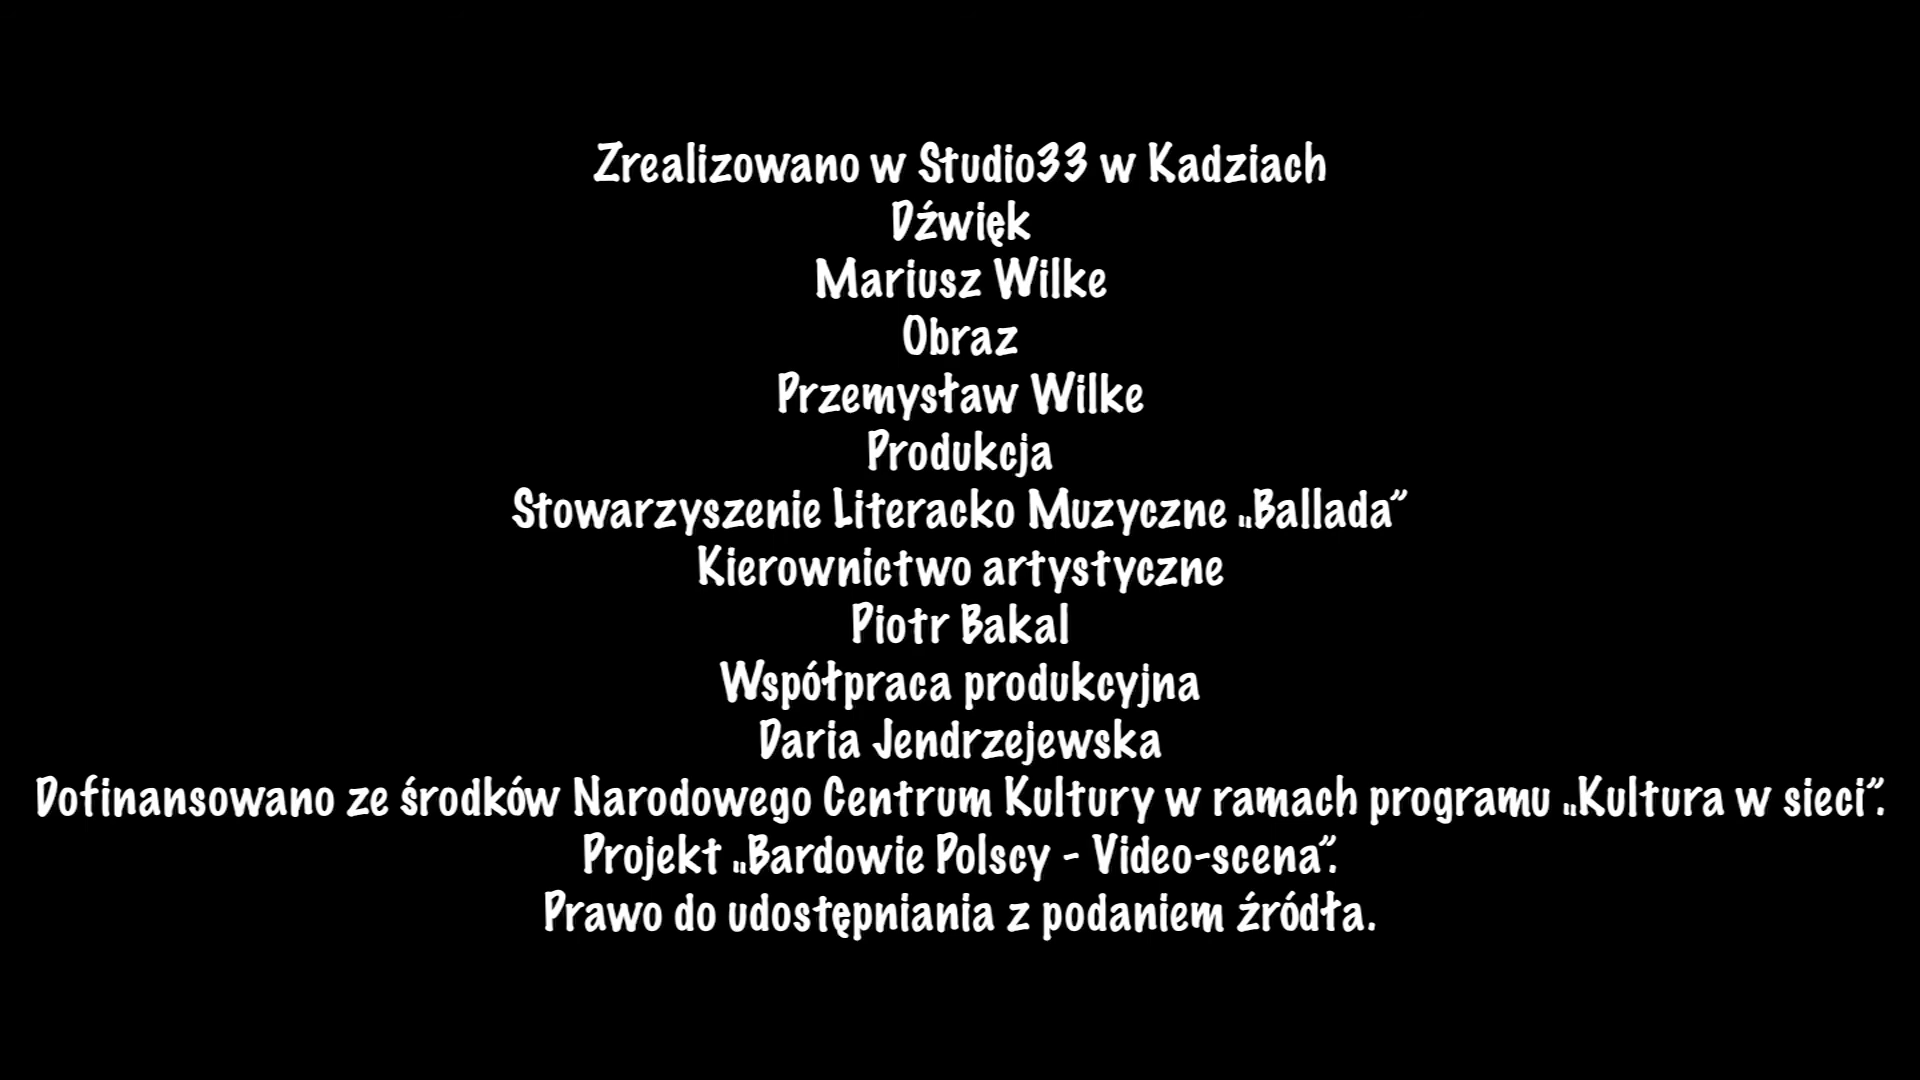 Zrealizowano w Studio33 w Kadziach
Dźwięk
Mariusz Wilke
Obraz
Przemysław Wilke
Produkcja
Stowarzyszenie Literacko Muzyczne „Ballada”
Kierownictwo artystyczne
Piotr Bakal
Współpraca produkcyjna
Daria Jendrzejewska
Dofinansowano ze środków Narodowego Centrum Kultury w ramach programu „Kultura w sieci”.
Projekt „Bardowie Polscy - Video-scena”.
Prawo do udostępniania z podaniem źródła.